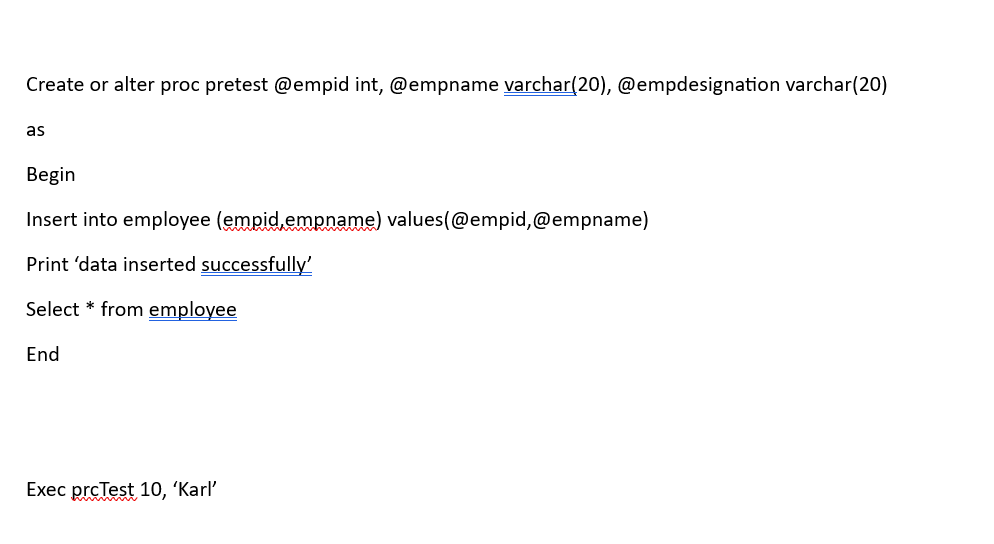 Create or alter proc pretest @empid int, @empname varchar(20), @empdesignation varchar(20)
as
Begin
Insert into employee (empid,empname) values(@empid,@empname)
Print ‘data inserted successfully’
Select * from employee
End
Exec prcTest 10, ‘Karl’